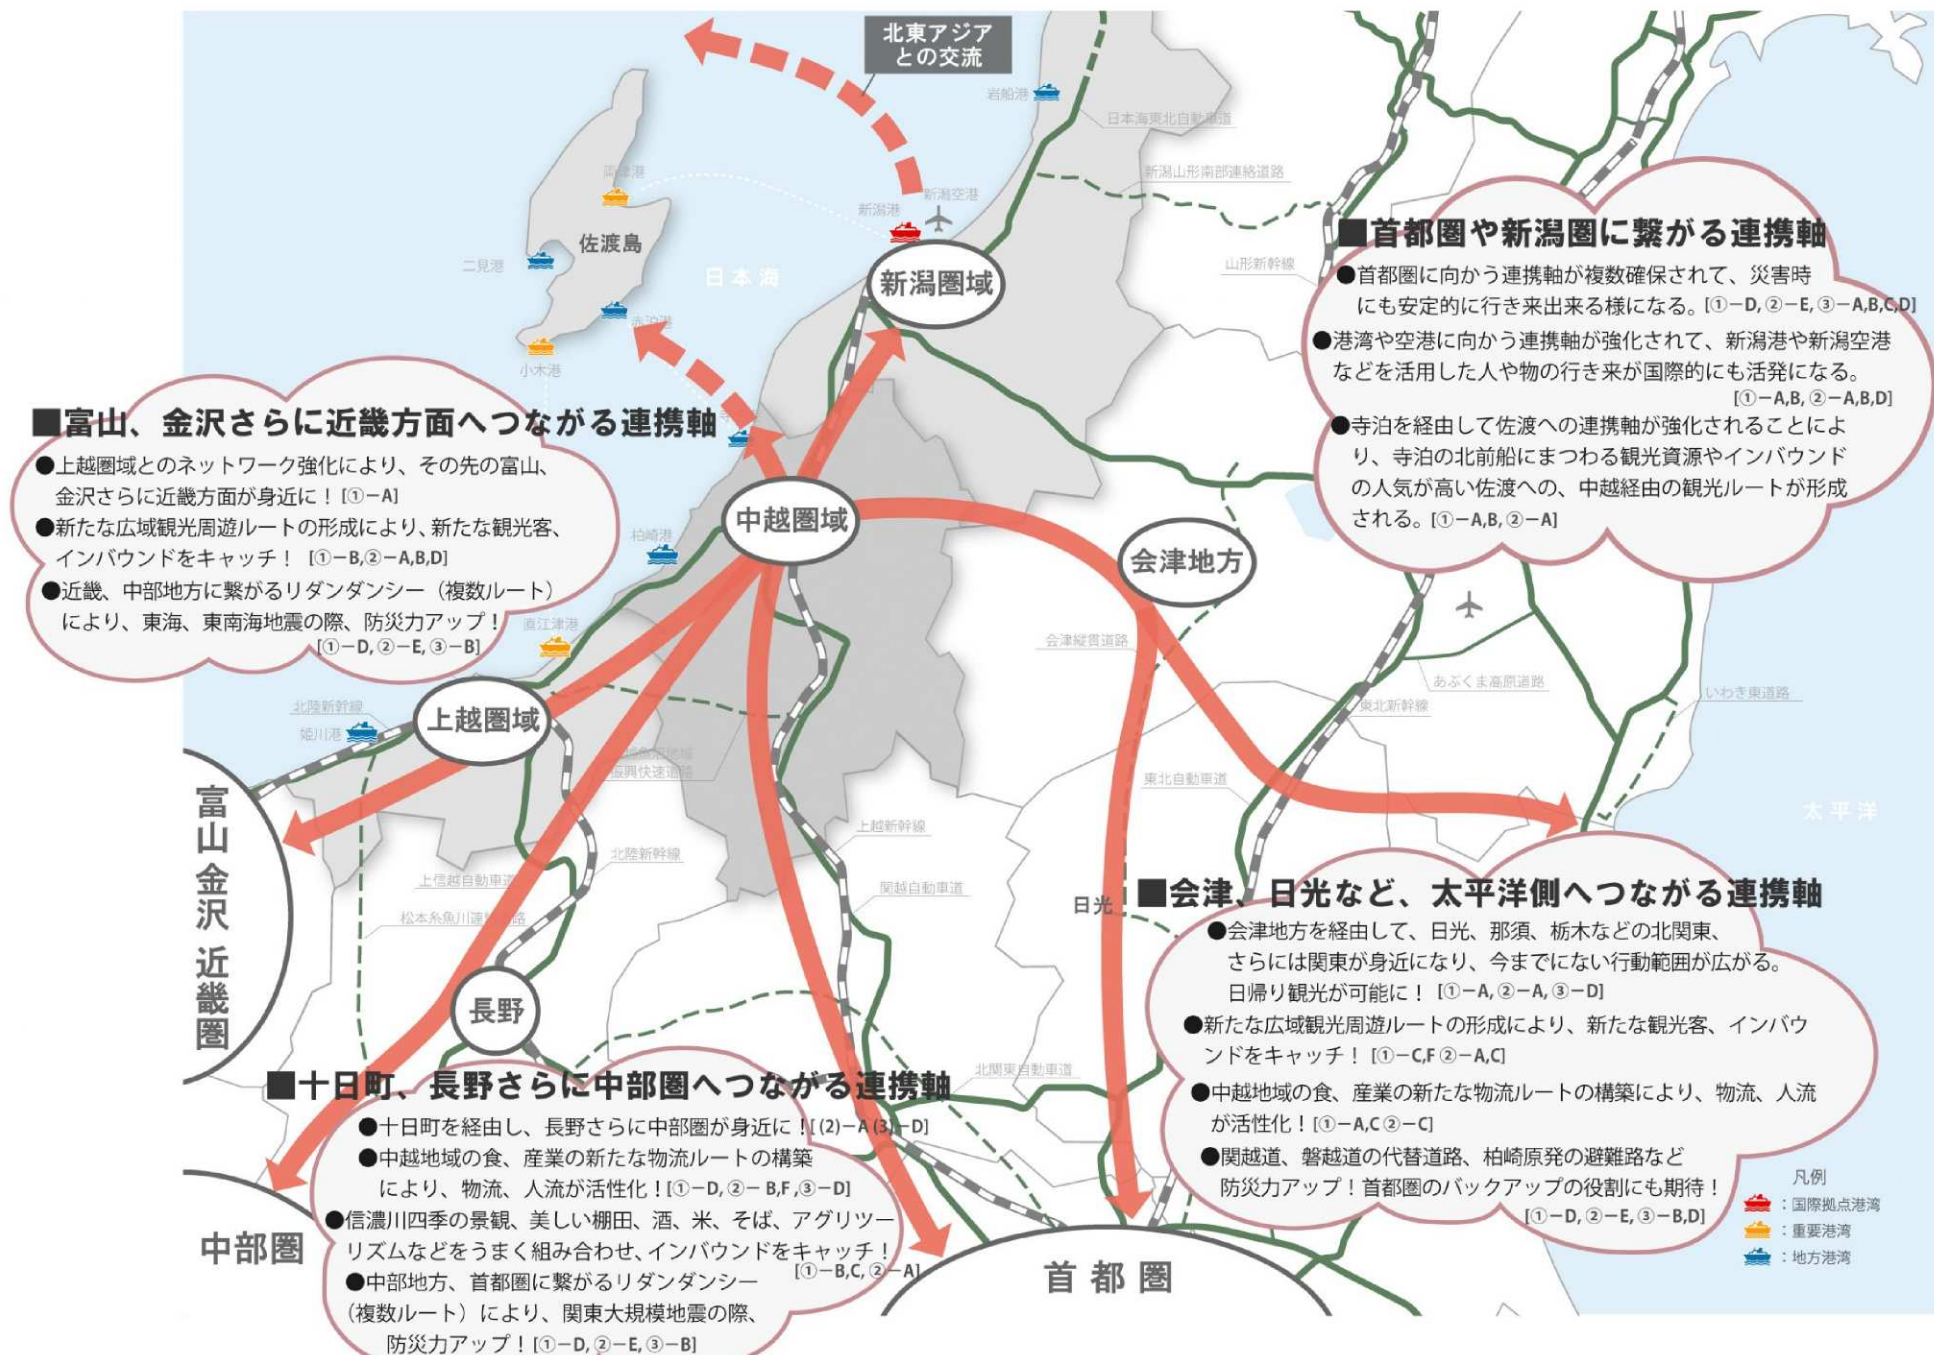 北東アジア
との交流
岩船港
日本海東北自動車道
新潟山形南部連絡道路
両津港
新潟空港
新潟港
佐渡島
二見港
日本海
新潟圏域
山形新幹線
赤泊港
小木港
■首都圏や新潟圏に繋がる連携軸
●首都圏に向かう連携軸が複数確保されて、災害時
にも安定的に行き来出来る様になる。[①−D, ②−E, ③−A,B,C,D]
●港湾や空港に向かう連携軸が強化されて、新潟港や新潟空港
などを活用した人や物の行き来が国際的にも活発になる。
[①−A,B, ②−A,B,D]
●寺泊を経由して佐渡への連携軸が強化されることによ
り、寺泊の北前船にまつわる観光資源やインバウンド
の人気が高い佐渡への、中越経由の観光ルートが形成
される。[①−A,B, ②−A]
■富山、金沢さらに近畿方面へつながる連携軸
●上越圏域とのネットワーク強化により、その先の富山、
金沢さらに近畿方面が身近に！[①−A]
●新たな広域観光周遊ルートの形成により、新たな観光客、
インバウンドをキャッチ！ [①−B,②−A,B,D]
●近畿、中部地方に繋がるリダンダンシー（複数ルート）
により、東海、東南海地震の際、防災力アップ！
[①−D, ②−E, ③−B]
中越圏域
柏崎港
会津地方
直江津港
会津縦貫道路
あぶくま高原道路
いわき東道路
東北新幹線
北陸新幹線
姫川港
上越圏域
振興快速道路
東北自動車道
太平洋
富山 金沢 近畿圏
上越新幹線
北陸新幹線
上信越自動車道
関越自動車道
松本糸魚川連絡道路
日光
長野
■会津、日光など、太平洋側へつながる連携軸
●会津地方を経由して、日光、那須、栃木などの北関東、
さらには関東が身近になり、今までにない行動範囲が広がる。
日帰り観光が可能に！ [①−A, ②−A, ③−D]
●新たな広域観光周遊ルートの形成により、新たな観光客、インバウ
ンドをキャッチ！ [①−C,F ②−A,C]
●中越地域の食、産業の新たな物流ルートの構築により、物流、人流
が活性化！[①−A,C ②−C]
●関越道、磐越道の代替道路、柏崎原発の避難路など
防災力アップ！首都圏のバックアップの役割にも期待！
[①−D, ②−E, ③−B,D]
北関東自動車道
■十日町、長野さらに中部圏へつながる連携軸
●十日町を経由し、長野さらに中部圏が身近に！[(2)−A (3)−D]
●中越地域の食、産業の新たな物流ルートの構築
により、物流、人流が活性化！[①−D, ②− B,F ,③−D]
●信濃川四季の景観、美しい棚田、酒、米、そば、アグリツー
リズムなどをうまく組み合わせ、インバウンドをキャッチ！
[①−B,C, ②−A]
●中部地方、首都圏に繋がるリダンダンシー
（複数ルート）により、関東大規模地震の際、
防災力アップ！[①−D, ②−E, ③−B]
中部圏
首都圏
凡例
：国際拠点港湾
：重要港湾
：地方港湾